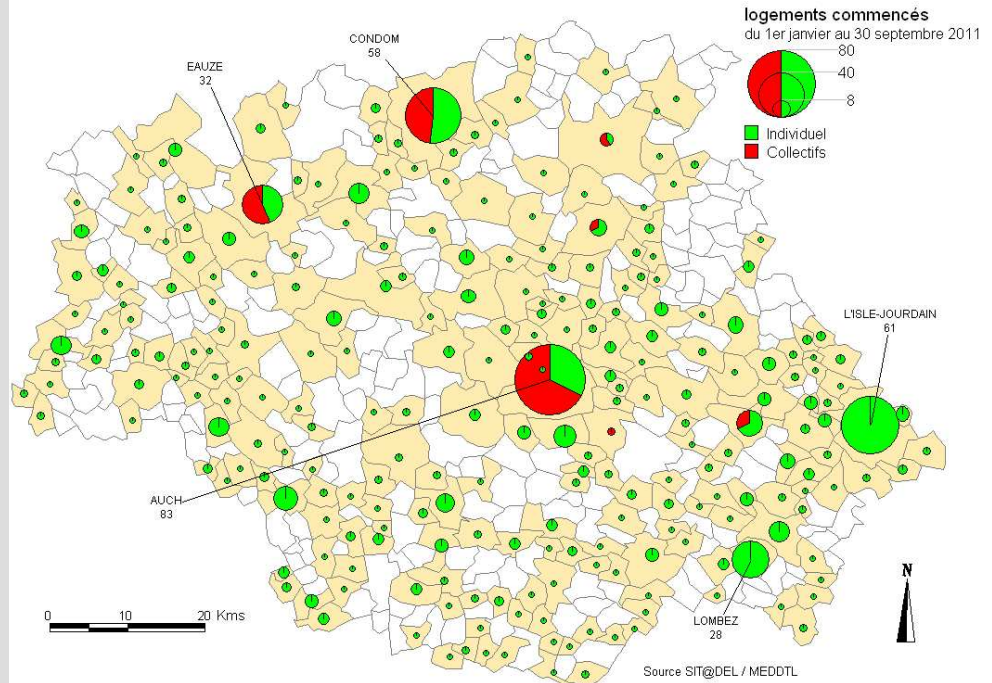 logements commencés
du 1er janvier au 30 septembre 2011
80
40
8
Individuel
Collectifs
CONDOM
58
EAUZE
32
L'ISLE-JOURDAIN
61
AUCH
83
LOMBEZ
28
N
0 10 20 Kms
Source SIT@DEL / MEDDTL